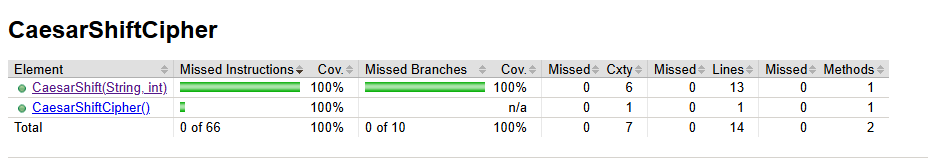 CaesarShiftCipher
Element Missed Instructions Cov. Missed Branches Cov. Missed Cxty Missed Lines Missed Methods
CaesarShift(String, int) 100% 100% 0 6 0 13 0 1
CaesarShiftCipher() 100% n/a 0 1 0 1 0 1
Total 0 of 66 100% 0 of 10 100% 0 7 0 14 0 2